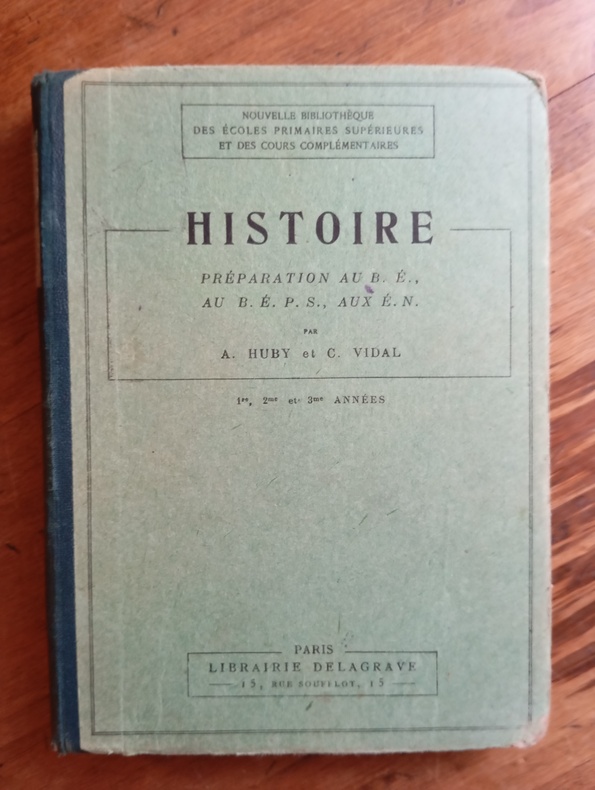 NOUVELLE BIBLIOTHÈQUE
DES ÉCOLES PRIMAIRES SUPÉRIEURES
ET DES COURS COMPLÉMENTAIRES
HISTOIRE
PRÉPARATION AU B. É.,
AU B. É. P. S., AUX É. N.
PAR
A. HUBY et C. VIDAL
1re, 2me et 3me ANNÉES
PARIS
LIBRAIRIE DELAGRAVE
15, RUE SOUFFLOT, 15